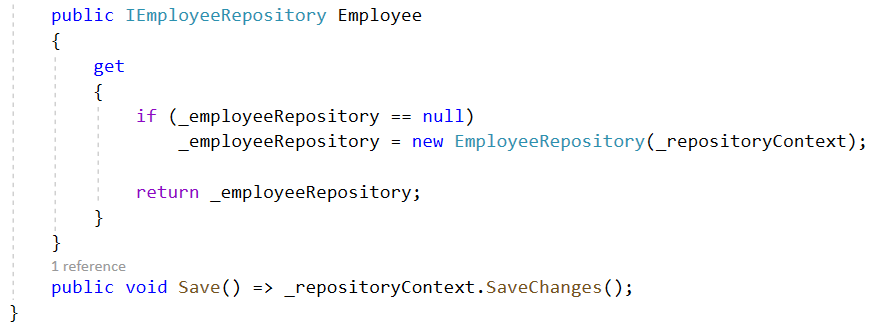 public IEmployeeRepository Employee
{
get
{
if (_employeeRepository == null)
_employeeRepository = new EmployeeRepository(_repositoryContext);
return _employeeRepository;
}
}
1 reference
public void Save() => _repositoryContext.SaveChanges();
}